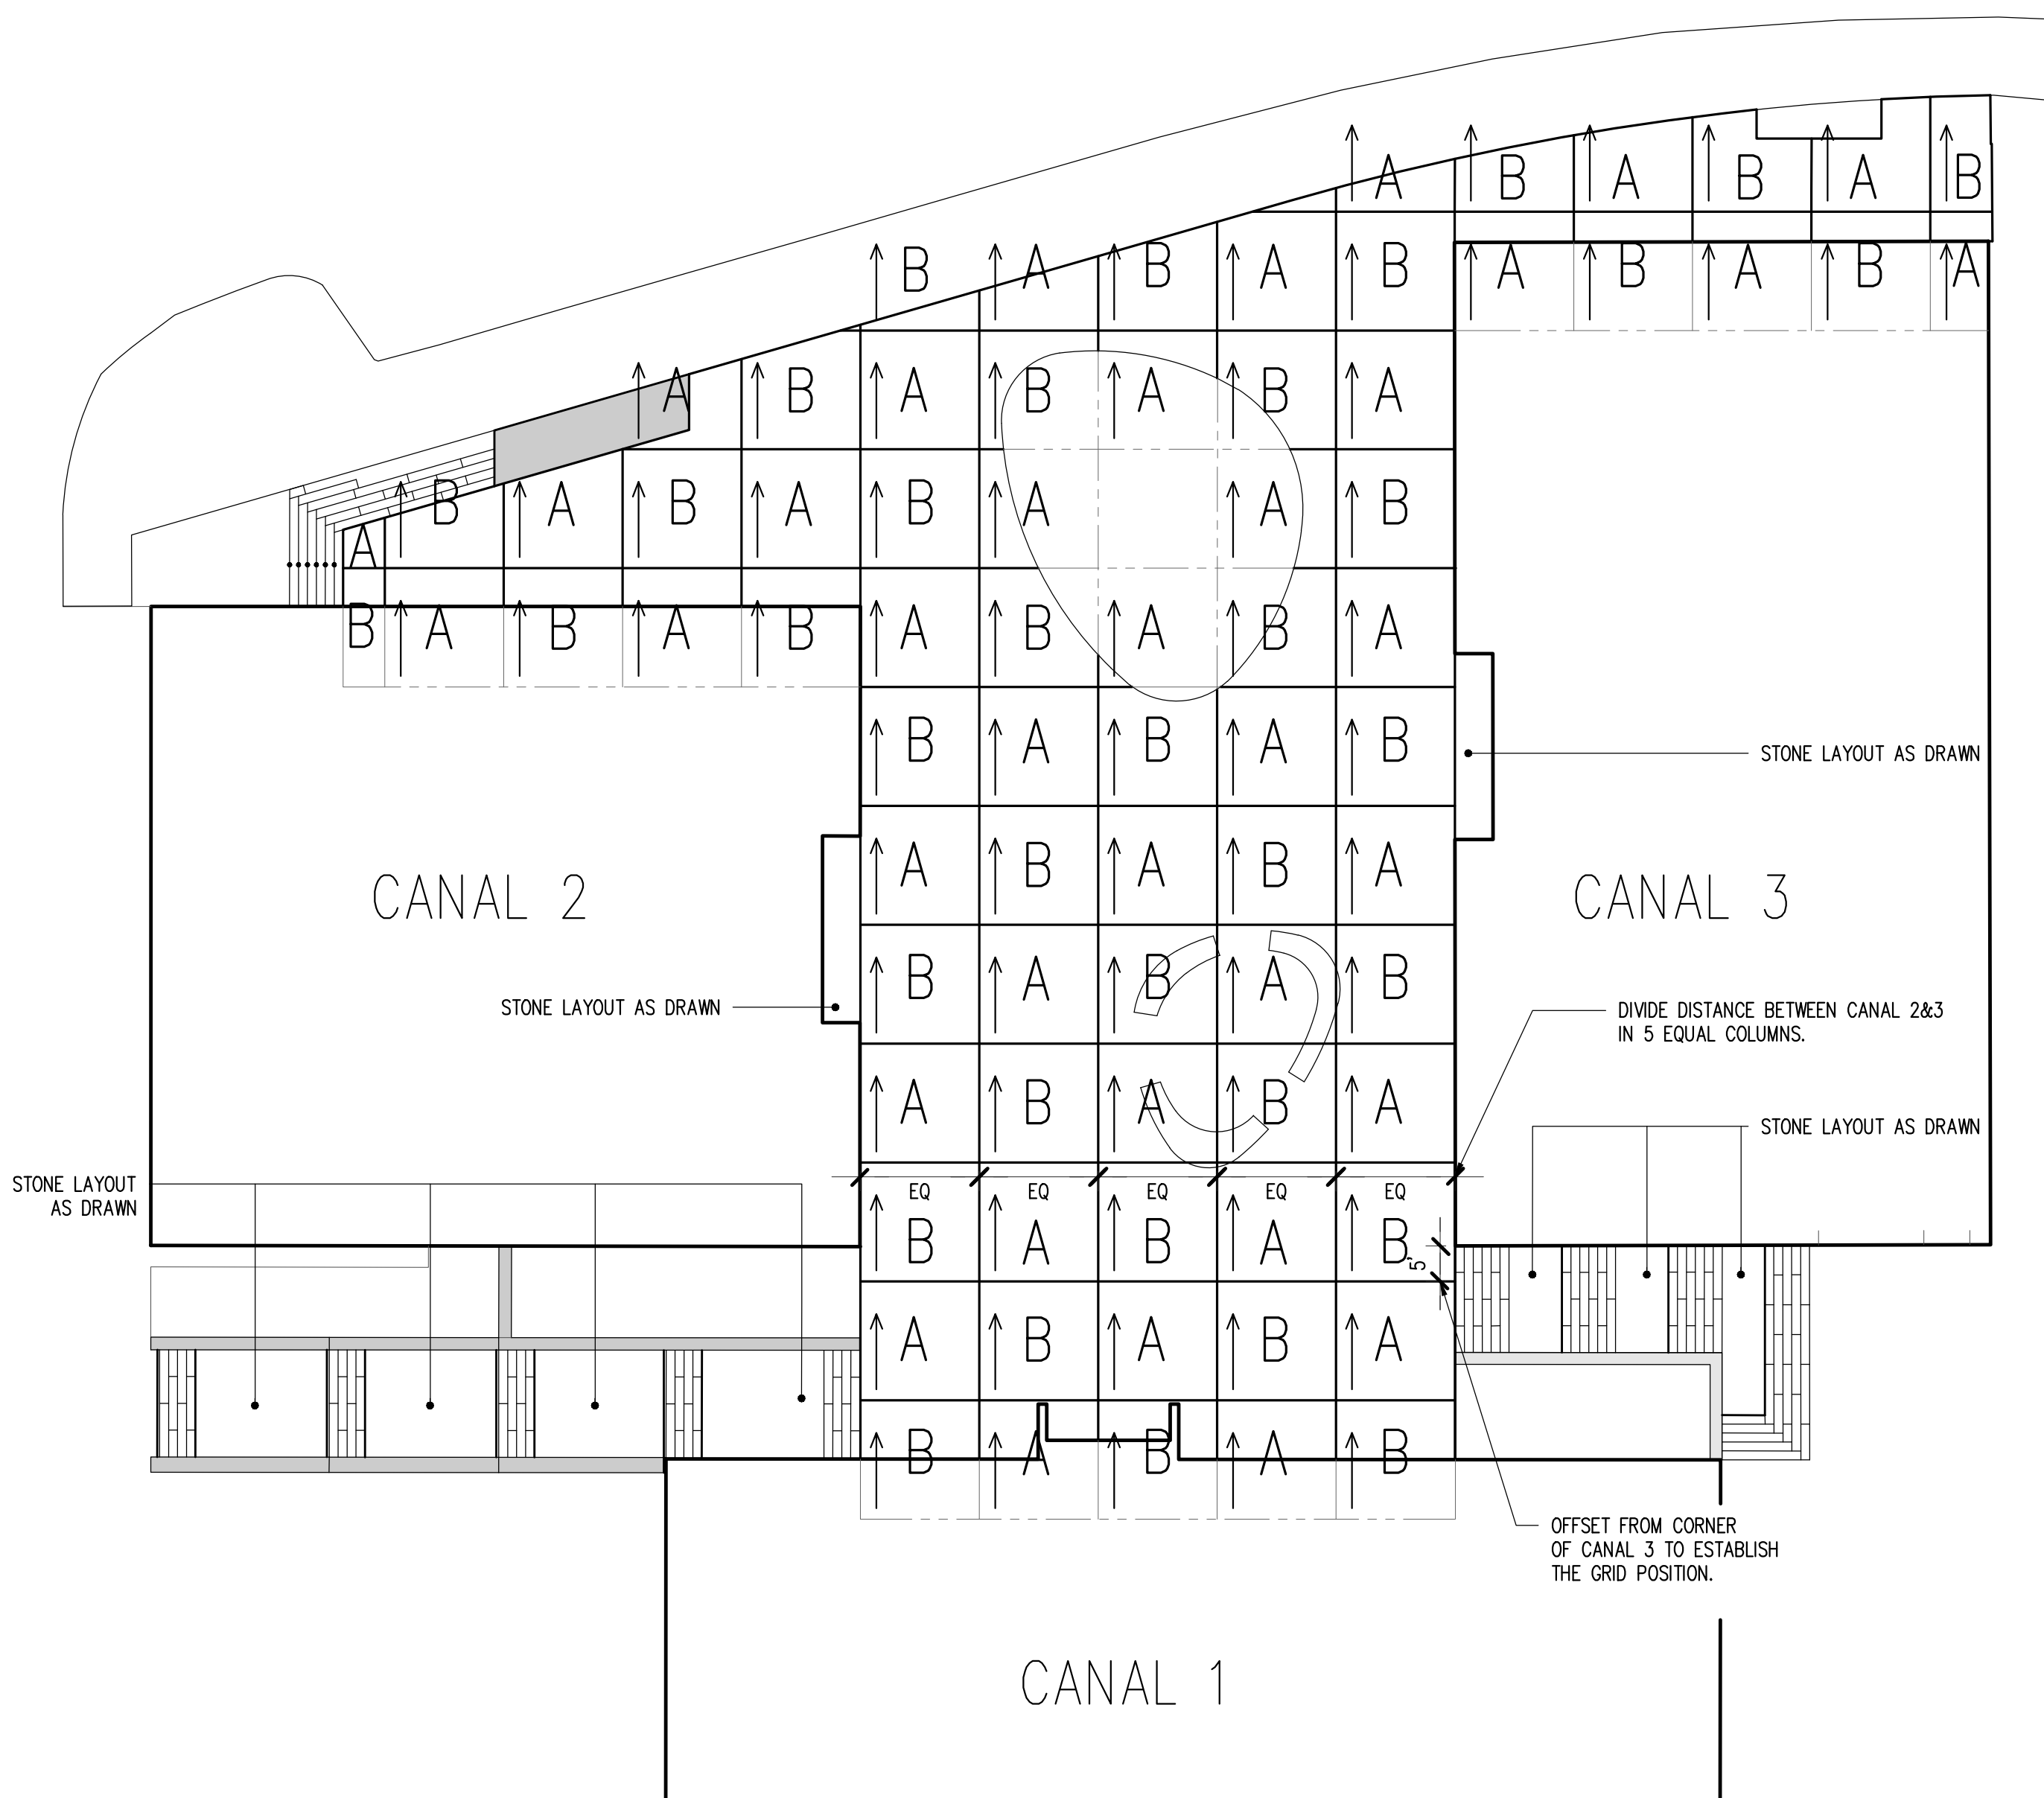 A B A B A B
B A B A B A B A B A
A B A B A B A
A B A B A B A A B
B A B A B A B A B A
B A B A B
STONE LAYOUT AS DRAWN
A B A B A
CANAL 2
CANAL 3
B A B A B
STONE LAYOUT AS DRAWN
DIVIDE DISTANCE BETWEEN CANAL 2&3
IN 5 EQUAL COLUMNS.
A B A B A
STONE LAYOUT AS DRAWN
STONE LAYOUT
AS DRAWN
EQ EQ EQ EQ EQ
B A B A B
5'
A B A B A
B A B A B
OFFSET FROM CORNER
OF CANAL 3 TO ESTABLISH
THE GRID POSITION.
CANAL 1